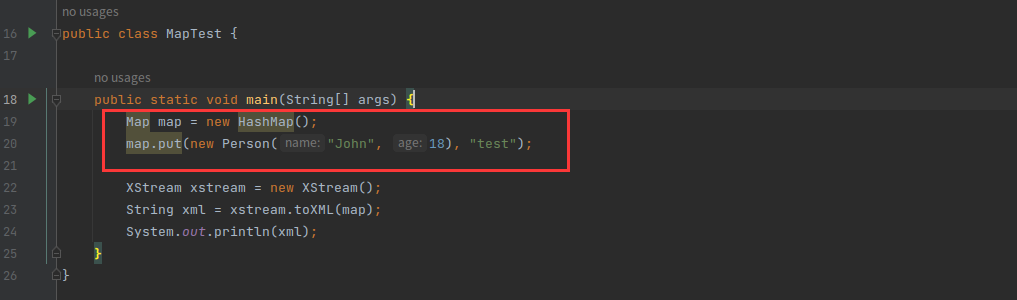 no usages
16 public class MapTest {
17
no usages
18 public static void main(String[] args) {
19 Map map = new HashMap();
20 map.put(new Person( name: "John", age: 18), "test");
21
22 XStream xstream = new XStream();
23 String xml = xstream.toXML(map);
24 System.out.println(xml);
25 }
26 }